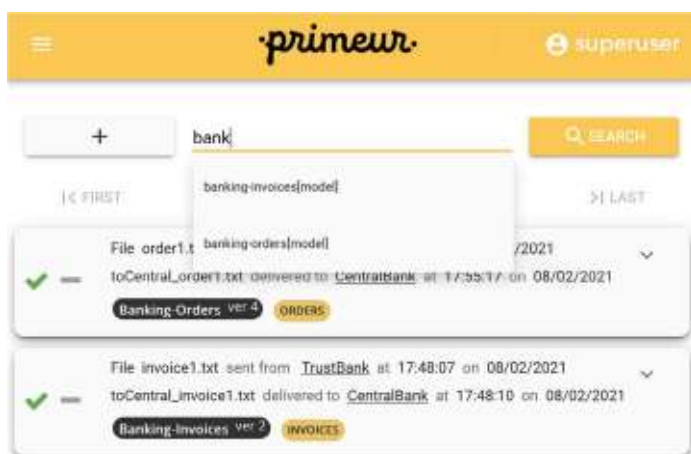 ·primeur·
superuser
+
bank
SEARCH
banking-invoices[model]
FIRST
LAST
banking-orders[model]
File order1.t
/2021
toCentral_order1.txt delivered to CentralBank at 17:55:17 on 08/02/2021
Banking-Orders ver 4
ORDERS
File invoice1.txt sent from TrustBank at 17:48:07 on 08/02/2021
toCentral_invoice1.txt delivered to CentralBank at 17:48:10 on 08/02/2021
Banking-Invoices ver 2
INVOICES